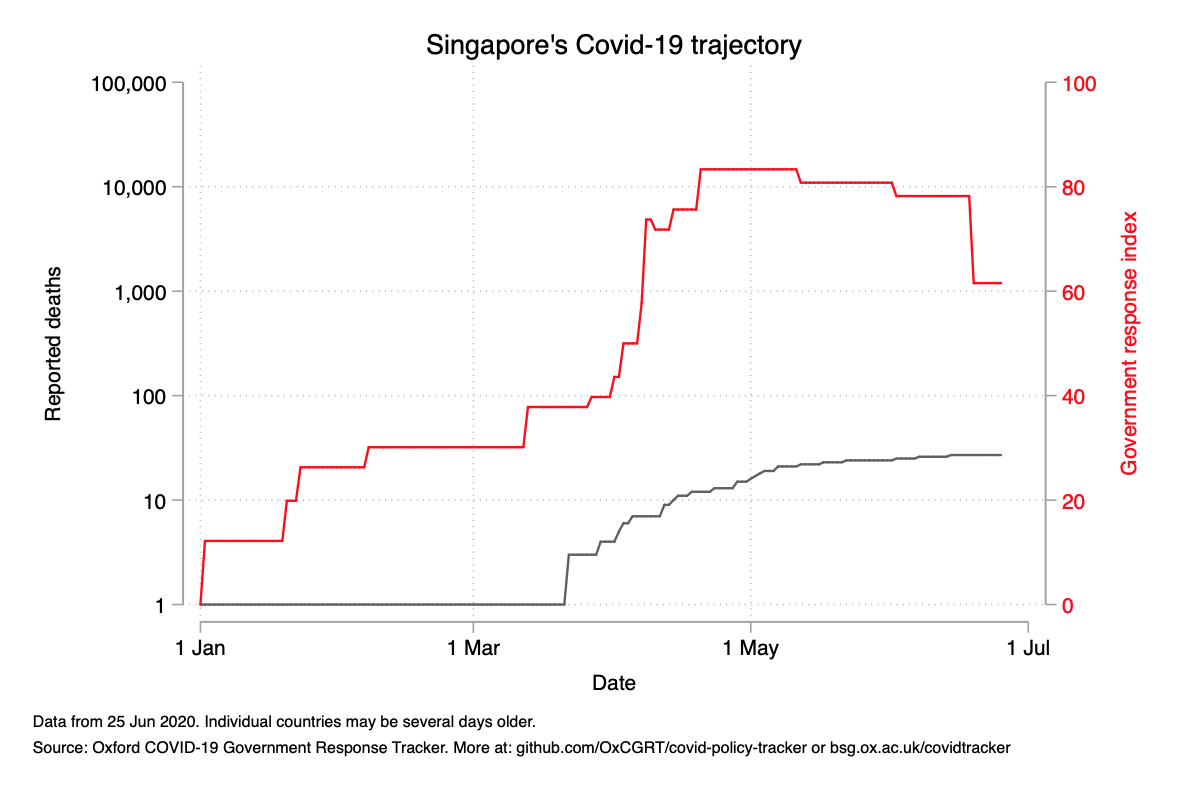 Singapore's Covid-19 trajectory
100,000
10,000
1,000
100
10
1
Reported deaths
100
80
60
40
20
0
Government response index
1 Jan
1 Mar
1 May
1 Jul
Date
Data from 25 Jun 2020. Individual countries may be several days older.
Source: Oxford COVID-19 Government Response Tracker. More at: github.com/OxCGRT/covid-policy-tracker or bsg.ox.ac.uk/covidtracker